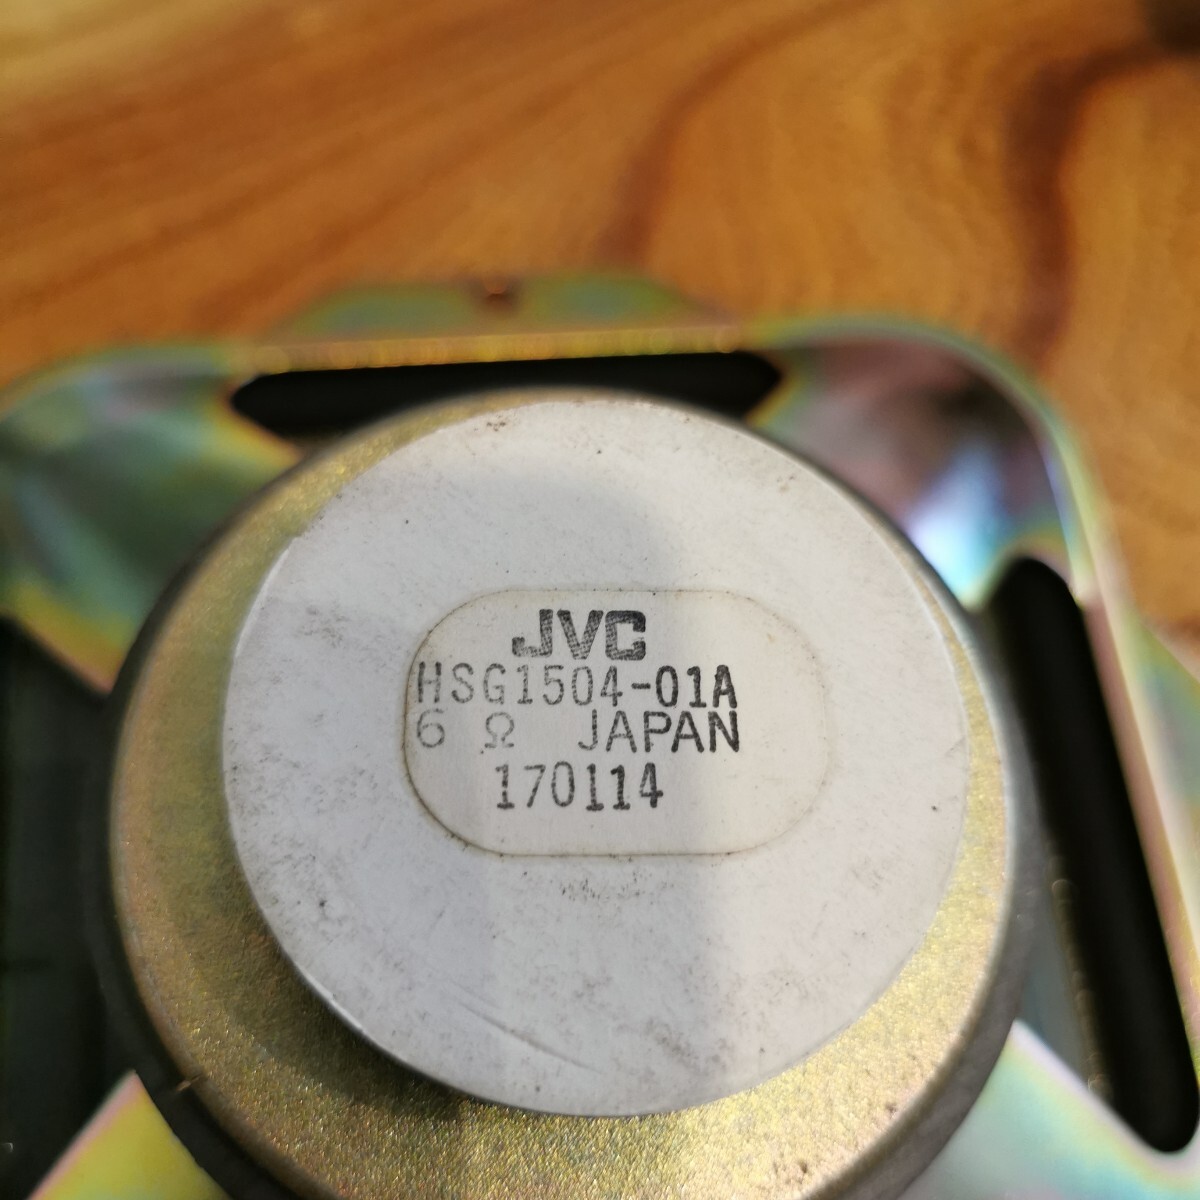 JVC
HSG1504-01A
6 Ω JAPAN
170114